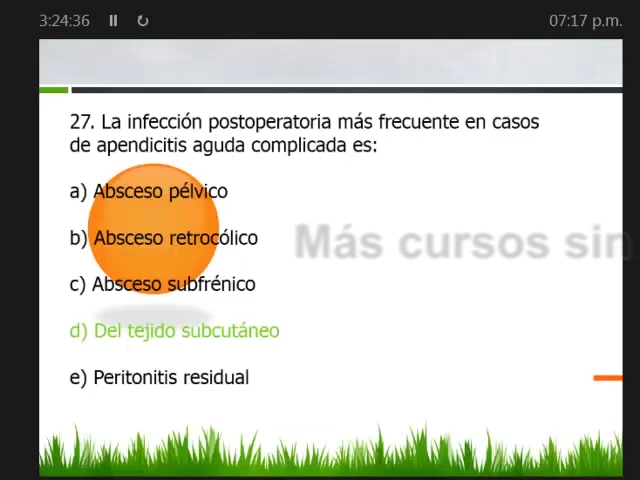 3:24:36
07:17 p.m.
27. La infección postoperatoria más frecuente en casos
de apendicitis aguda complicada es:
a) Absceso pélvico
b) Absceso retrocólico
Más cursos sin
c) Absceso subfrénico
d) Del tejido subcutáneo
e) Peritonitis residual